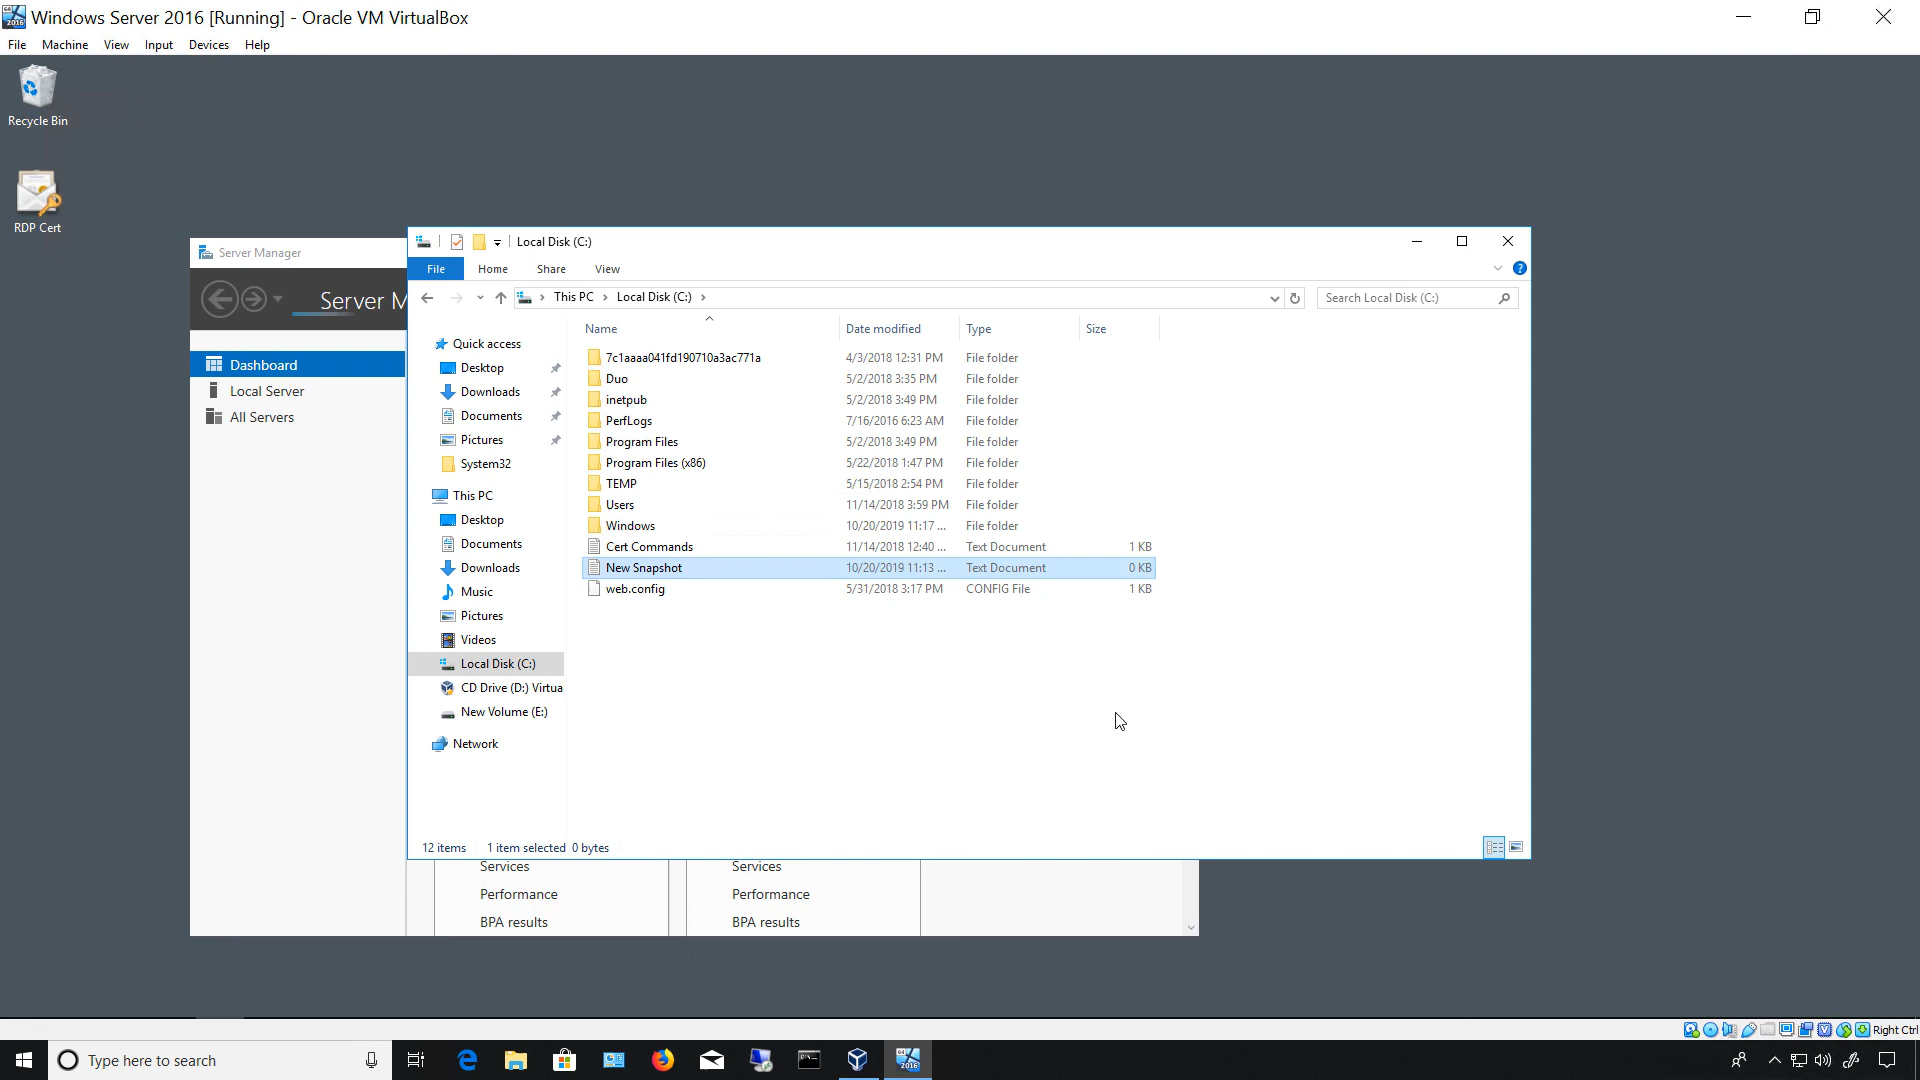 Windows Server 2016 [Running] - Oracle VM VirtualBox
File Machine View Input Devices Help
Recycle Bin
RDP Cert
Server Manager
Server M
Dashboard
Local Server
All Servers
Local Disk (C:)
File Home Share View
This PC Local Disk (C:)
Search Local Disk (C:)
Quick access
Desktop
Downloads
Documents
Pictures
System32
This PC
Desktop
Documents
Downloads
Music
Pictures
Videos
Local Disk (C:)
CD Drive (D:) Virtua
New Volume (E:)
Network
Name Date modified Type Size
7c1aaaa041fd190710a3ac771a 4/3/2018 12:31 PM File folder
Duo 5/2/2018 3:35 PM File folder
inetpub 5/2/2018 3:49 PM File folder
PerfLogs 7/16/2016 6:23 AM File folder
Program Files 5/2/2018 3:49 PM File folder
Program Files (x86) 5/22/2018 1:47 PM File folder
TEMP 5/15/2018 2:54 PM File folder
Users 11/14/2018 3:59 PM File folder
Windows 10/20/2019 11:17 ... File folder
Cert Commands 11/14/2018 12:40 ... Text Document 1 KB
New Snapshot 10/20/2019 11:13 ... Text Document 0 KB
web.config 5/31/2018 3:17 PM CONFIG File 1 KB
12 items 1 item selected 0 bytes
Services Services
Performance Performance
BPA results BPA results
Right Ctrl
Type here to search